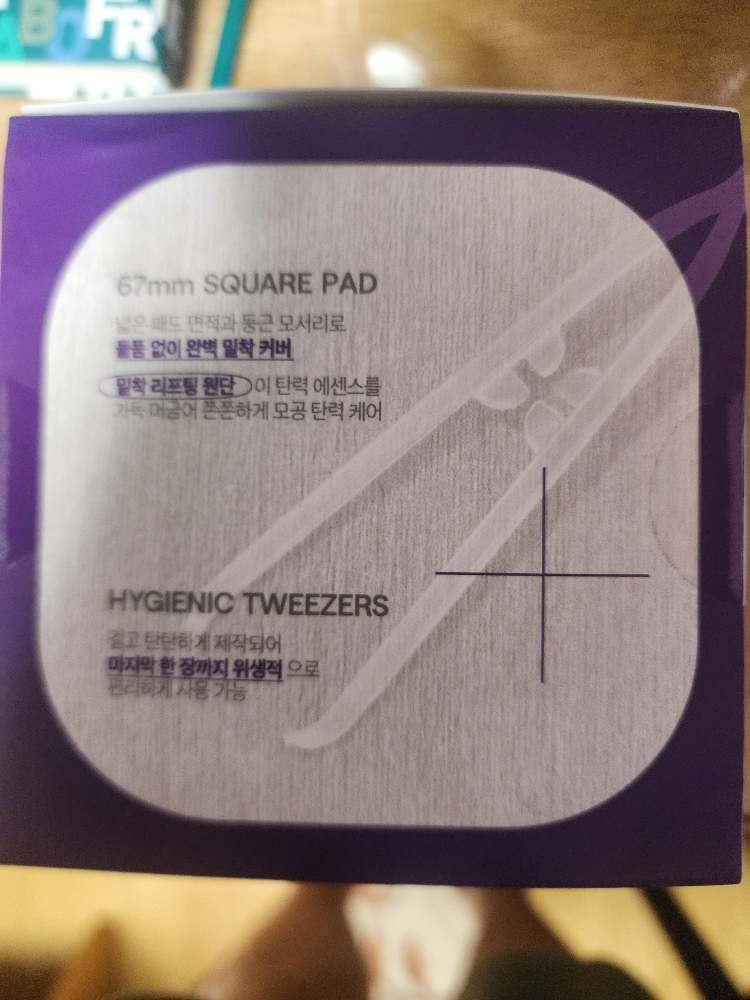 67mm SQUARE PAD
넓은 패드 면적과 둥근 모서리로
들뜸 없이 완벽 밀착 커버
밀착 리프팅 원단 이 탄력 에센스를
가득 머금어 쫀쫀하게 모공 탄력 케어
HYGIENIC TWEEZERS
길고 탄탄하게 제작되어
마지막 한 장까지 위생적 으로
편리하게 사용 가능